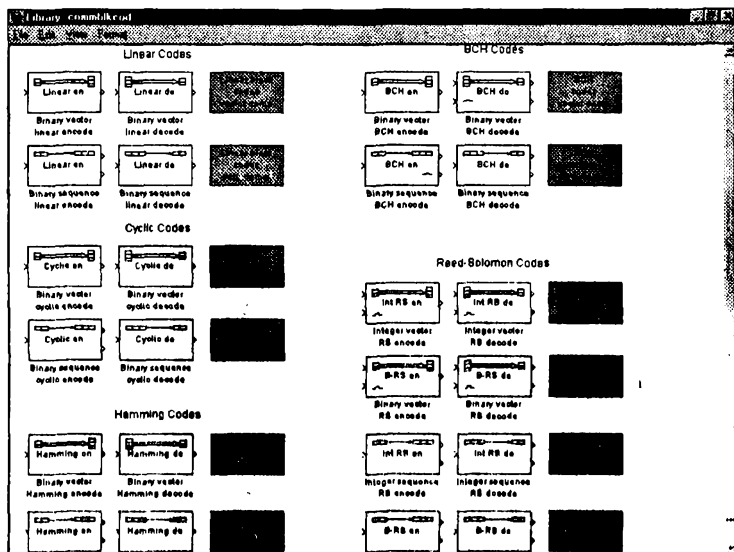 Library commblkcod
File Edit View Format
Linear Codes
Linear en
Linear de
Binary vector
linear encode
Binary vector
linear decode
Linear en
Linear de
Binary sequence
linear encode
Binary sequence
linear decode
Cyclic Codes
Cyclic en
Cyclic de
Binary vector
cyclic encode
Binary vector
cyclic decode
Cyclic en
Cyclic de
Binary sequence
cyclic encode
Binary sequence
cyclic decode
Hamming Codes
Hamming en
Hamming de
Binary vector
Hamming encode
Binary vector
Hamming decode
Hamming en
Hamming de
BCH Codes
BCH en
BCH de
BCH
Binary vector
BCH encode
Binary vector
BCH decode
BCH en
BCH de
Binary sequence
BCH encode
Binary sequence
BCH decode
Reed-Solomon Codes
Int RS en
Int RS de
Integer vector
RS encode
Integer vector
RS decode
B-RS en
B-RS de
Binary vector
RS encode
Binary vector
RS decode
Int RS en
Int RS de
Integer sequence
RS encode
Integer sequence
RS decode
B-RS en
B-RS de